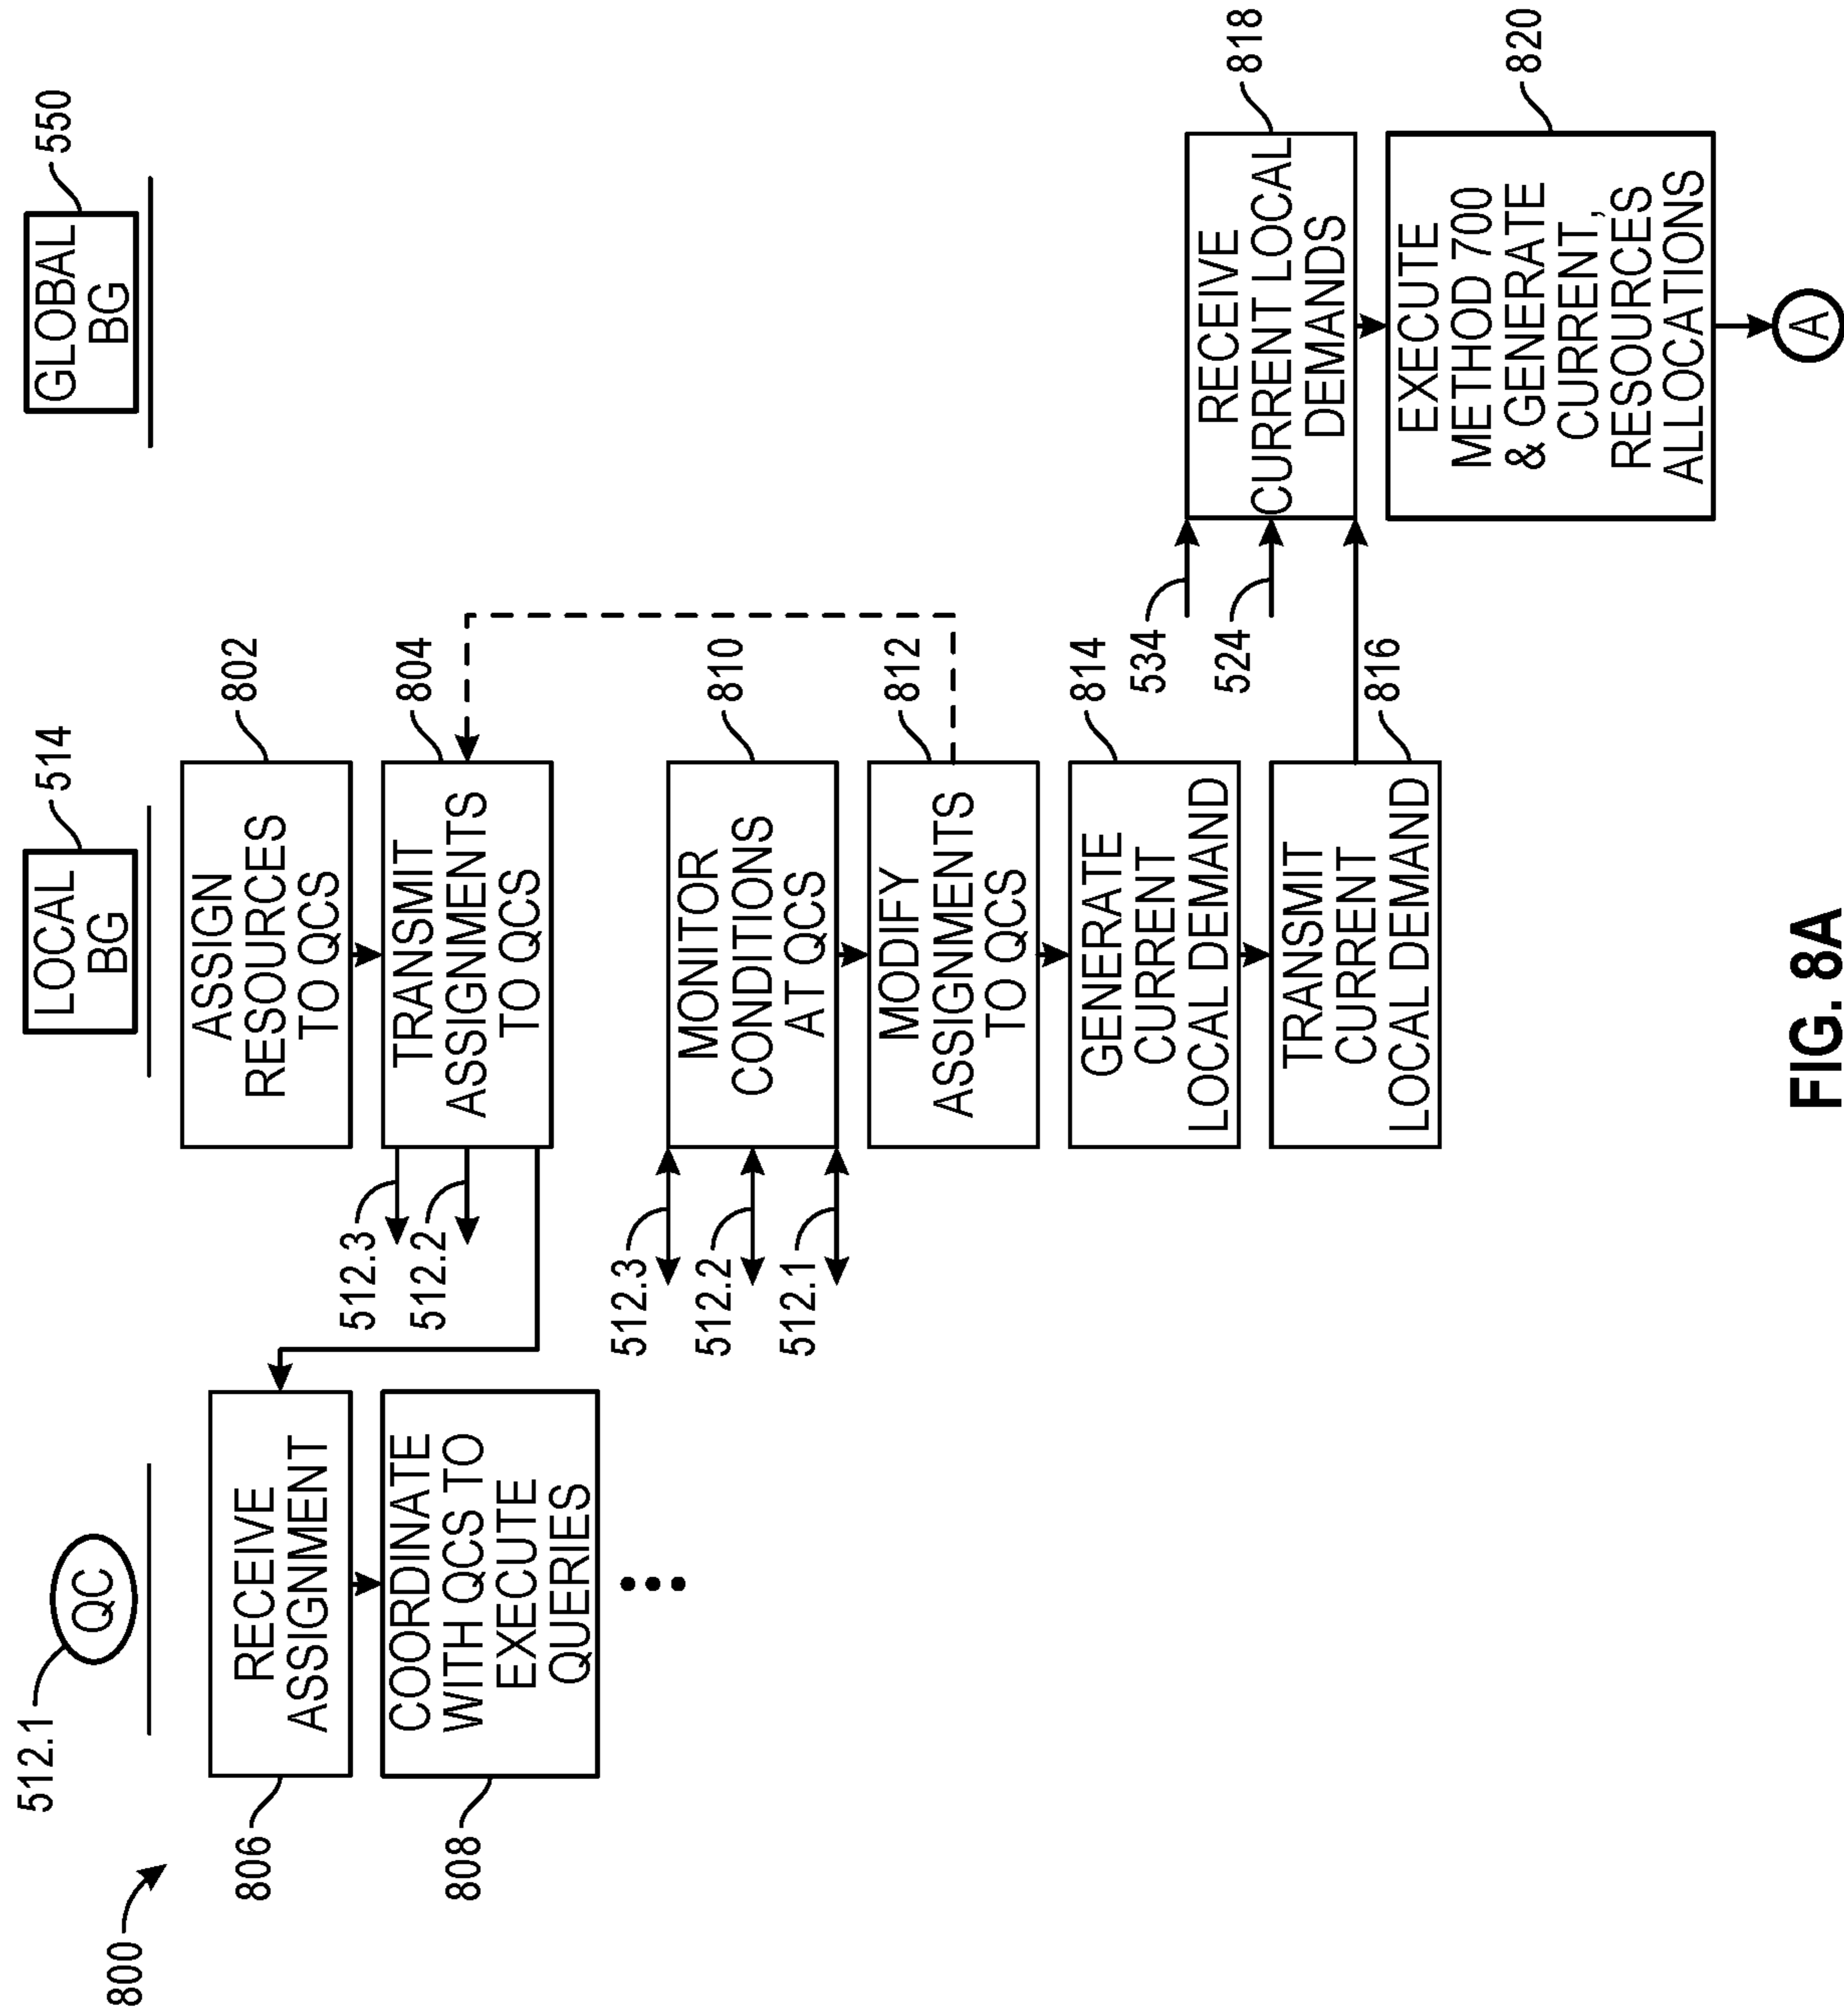 800
512.1
QC
LOCAL
BG
514
GLOBAL
BG
550
806
RECEIVE
ASSIGNMENT
808
COORDINATE
WITH QCS TO
EXECUTE
QUERIES
ASSIGN
RESOURCES
TO QCS
802
TRANSMIT
ASSIGNMENTS
TO QCS
804
512.3
512.2
MONITOR
CONDITIONS
AT QCS
810
512.3
512.2
512.1
MODIFY
ASSIGNMENTS
TO QCS
812
GENERATE
CURRENT
LOCAL DEMAND
814
TRANSMIT
CURRENT
LOCAL DEMAND
816
534
524
RECEIVE
CURRENT LOCAL
DEMANDS
818
EXECUTE
METHOD 700
& GENERATE
CURRENT,
RESOURCES
ALLOCATIONS
820
A
FIG. 8A